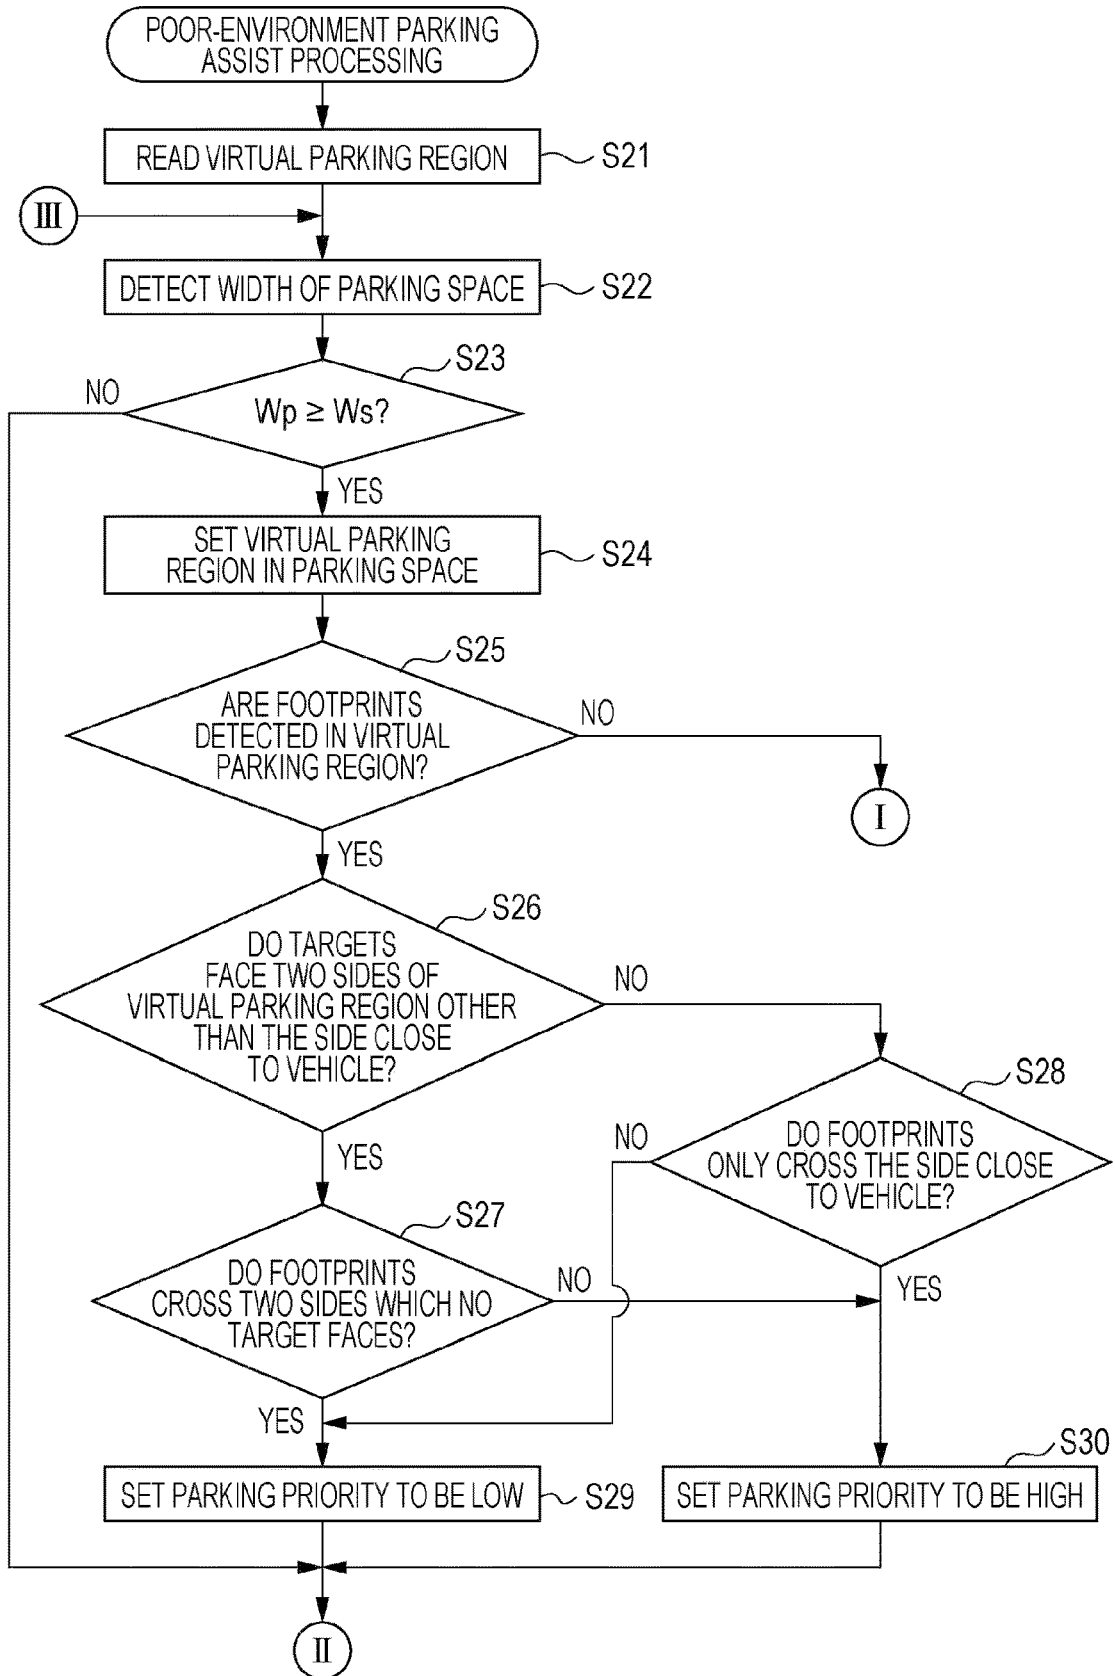 POOR-ENVIRONMENT PARKING
ASSIST PROCESSING
READ VIRTUAL PARKING REGION
S21
III
DETECT WIDTH OF PARKING SPACE
S22
S23
NO
Wp ≥ Ws?
YES
SET VIRTUAL PARKING
REGION IN PARKING SPACE
S24
S25
ARE FOOTPRINTS
DETECTED IN VIRTUAL
PARKING REGION?
NO
I
YES
S26
DO TARGETS
FACE TWO SIDES OF
VIRTUAL PARKING REGION OTHER
THAN THE SIDE CLOSE
TO VEHICLE?
NO
YES
S28
NO
DO FOOTPRINTS
ONLY CROSS THE SIDE CLOSE
TO VEHICLE?
YES
S27
DO FOOTPRINTS
CROSS TWO SIDES WHICH NO
TARGET FACES?
NO
YES
SET PARKING PRIORITY TO BE LOW
S29
S30
SET PARKING PRIORITY TO BE HIGH
II